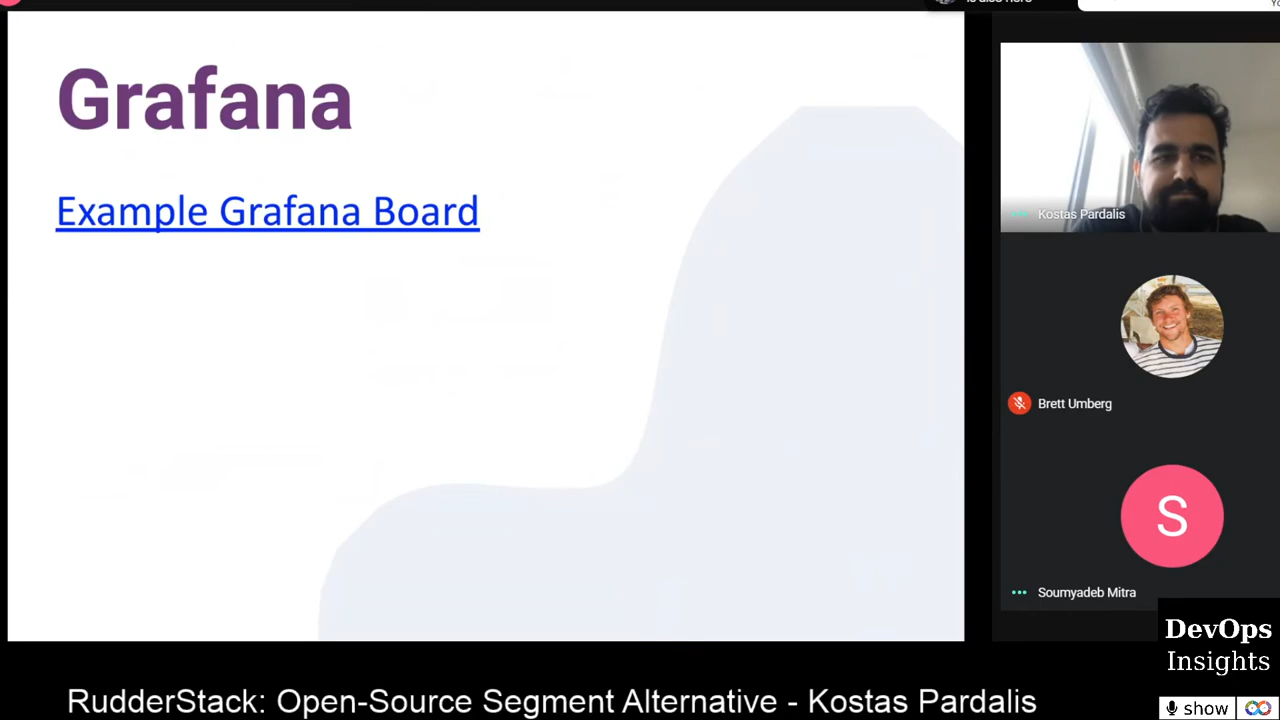 Grafana
Example Grafana Board
Kostas Pardalis
Brett Umberg
S
Soumyadeb Mitra
DevOps
Insights
show
RudderStack: Open-Source Segment Alternative - Kostas Pardalis